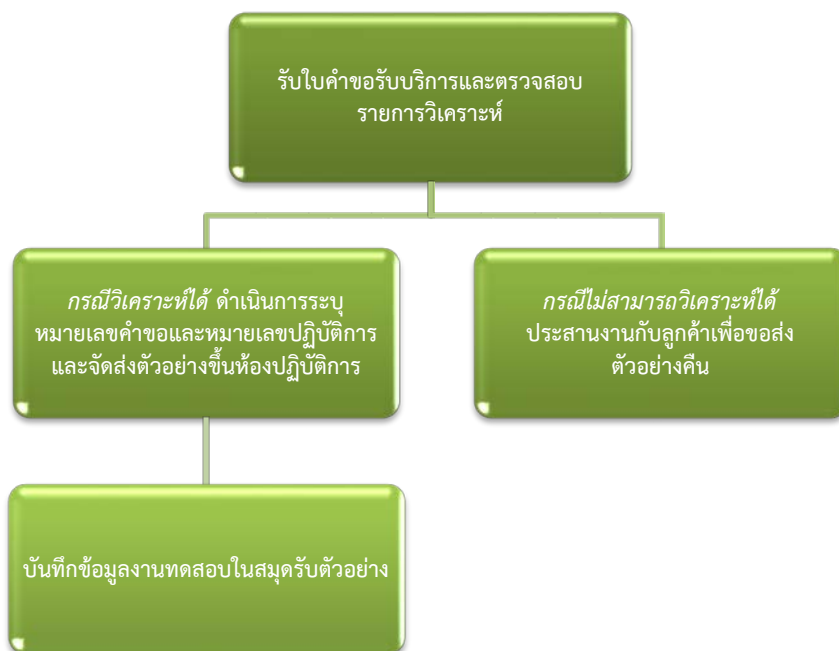 รับใบคำขอรับบริการและตรวจสอบ
รายการวิเคราะห์
กรณีวิเคราะห์ได้ ดำเนินการระบุ
หมายเลขคำขอและหมายเลขปฏิบัติการ
และจัดส่งตัวอย่างขึ้นห้องปฏิบัติการ
กรณีไม่สามารถวิเคราะห์ได้
ประสานงานกับลูกค้าเพื่อขอส่ง
ตัวอย่างคืน
บันทึกข้อมูลงานทดสอบในสมุดรับตัวอย่าง